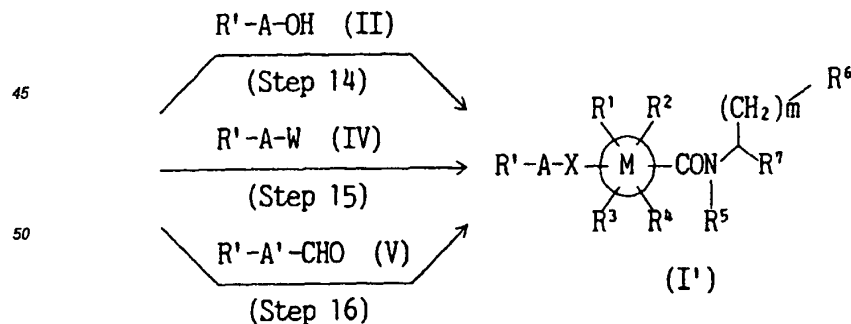 R'-A-OH (II)
45
(Step 14)
R⁶
(CH₂)m
R¹ R²
R'-A-W (IV)
R'-A-X M CON R⁷
(Step 15)
R³ R⁴ R⁵
50
R'-A'-CHO (V)
(I')
(Step 16)